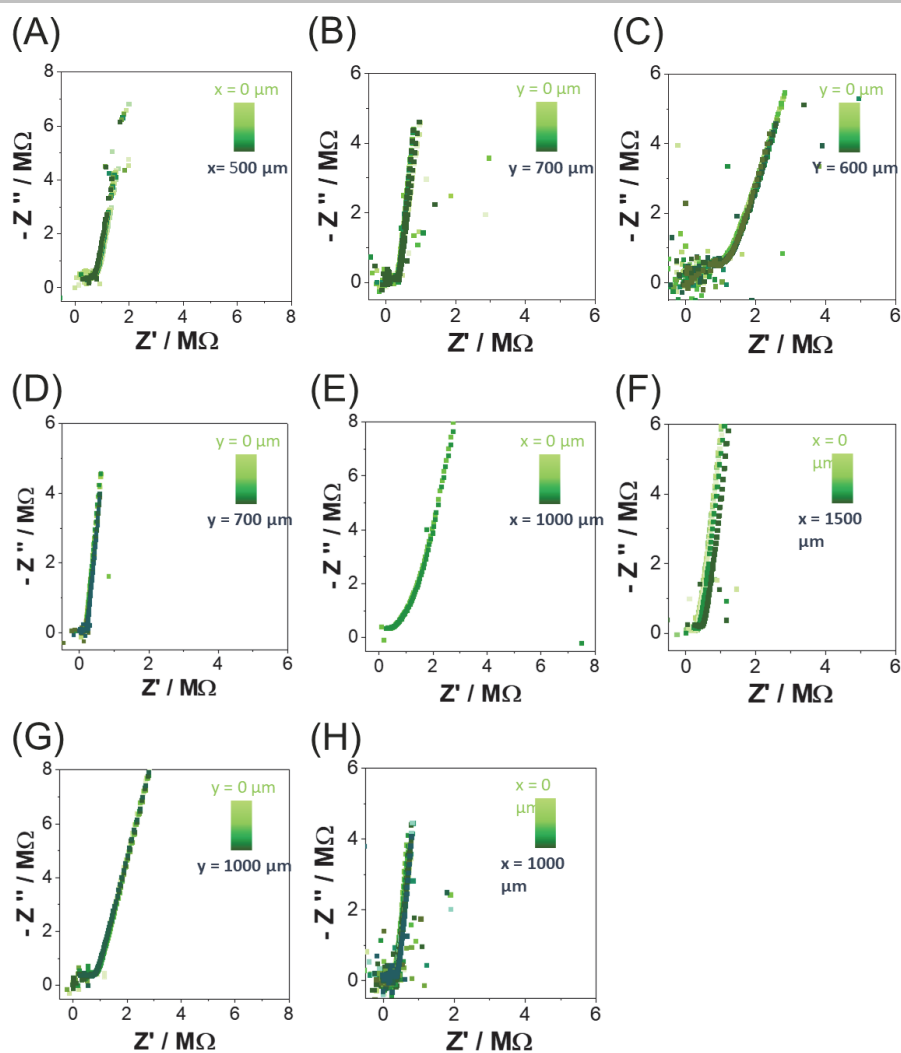 (A)
8
6
4
2
0
- Z '' / MΩ
x = 0 µm
x= 500 µm
0 2 4 6 8
Z' / MΩ
(B)
6
4
2
0
- Z '' / MΩ
y = 0 µm
y = 700 µm
0 2 4 6
Z' / MΩ
(C)
6
4
2
0
- Z '' / MΩ
y = 0 µm
Y = 600 µm
0 2 4 6
Z' / MΩ
(D)
6
4
2
0
- Z '' / MΩ
y = 0 µm
y = 700 µm
0 2 4 6
Z' / MΩ
(E)
8
6
4
2
0
- Z '' / MΩ
x = 0 µm
x = 1000 µm
0 2 4 6 8
Z' / MΩ
(F)
6
4
2
0
- Z '' / MΩ
x = 0
µm
x = 1500
µm
0 2 4 6
Z' / MΩ
(G)
8
6
4
2
0
- Z '' / MΩ
y = 0 µm
y = 1000 µm
0 2 4 6 8
Z' / MΩ
(H)
6
4
2
0
- Z '' / MΩ
x = 0
µm
x = 1000
µm
0 2 4 6
Z' / MΩ